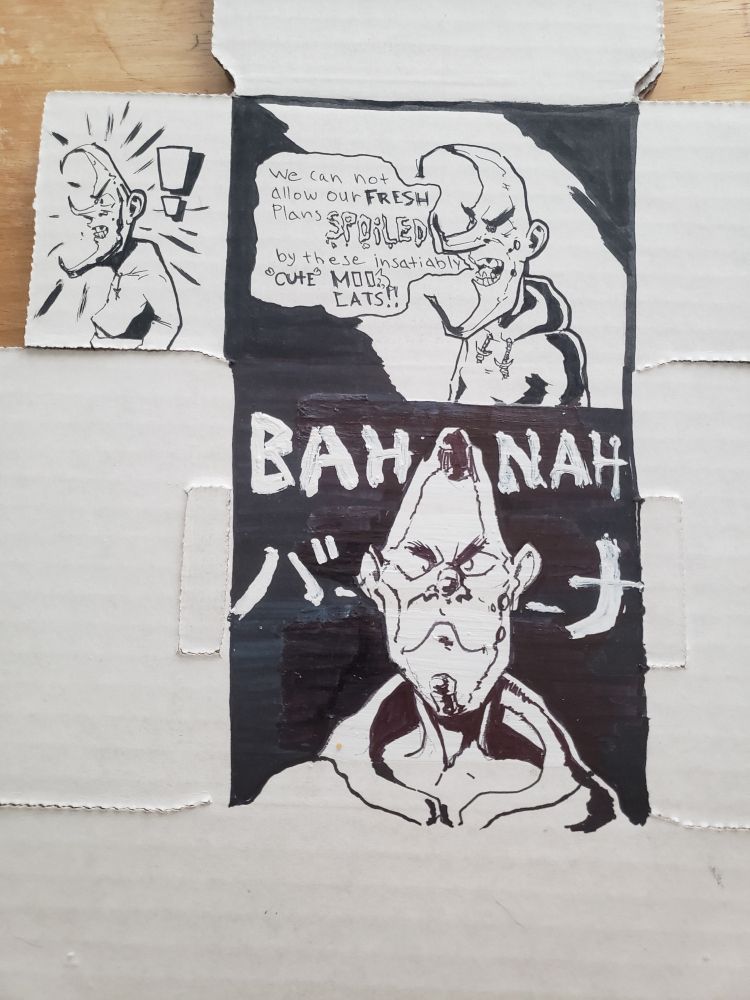 !
We can not
allow our FRESH
Plans SPOiLED
by these insatiably
"CUTE"
CATS!!
BAH NAH
バー ーナ